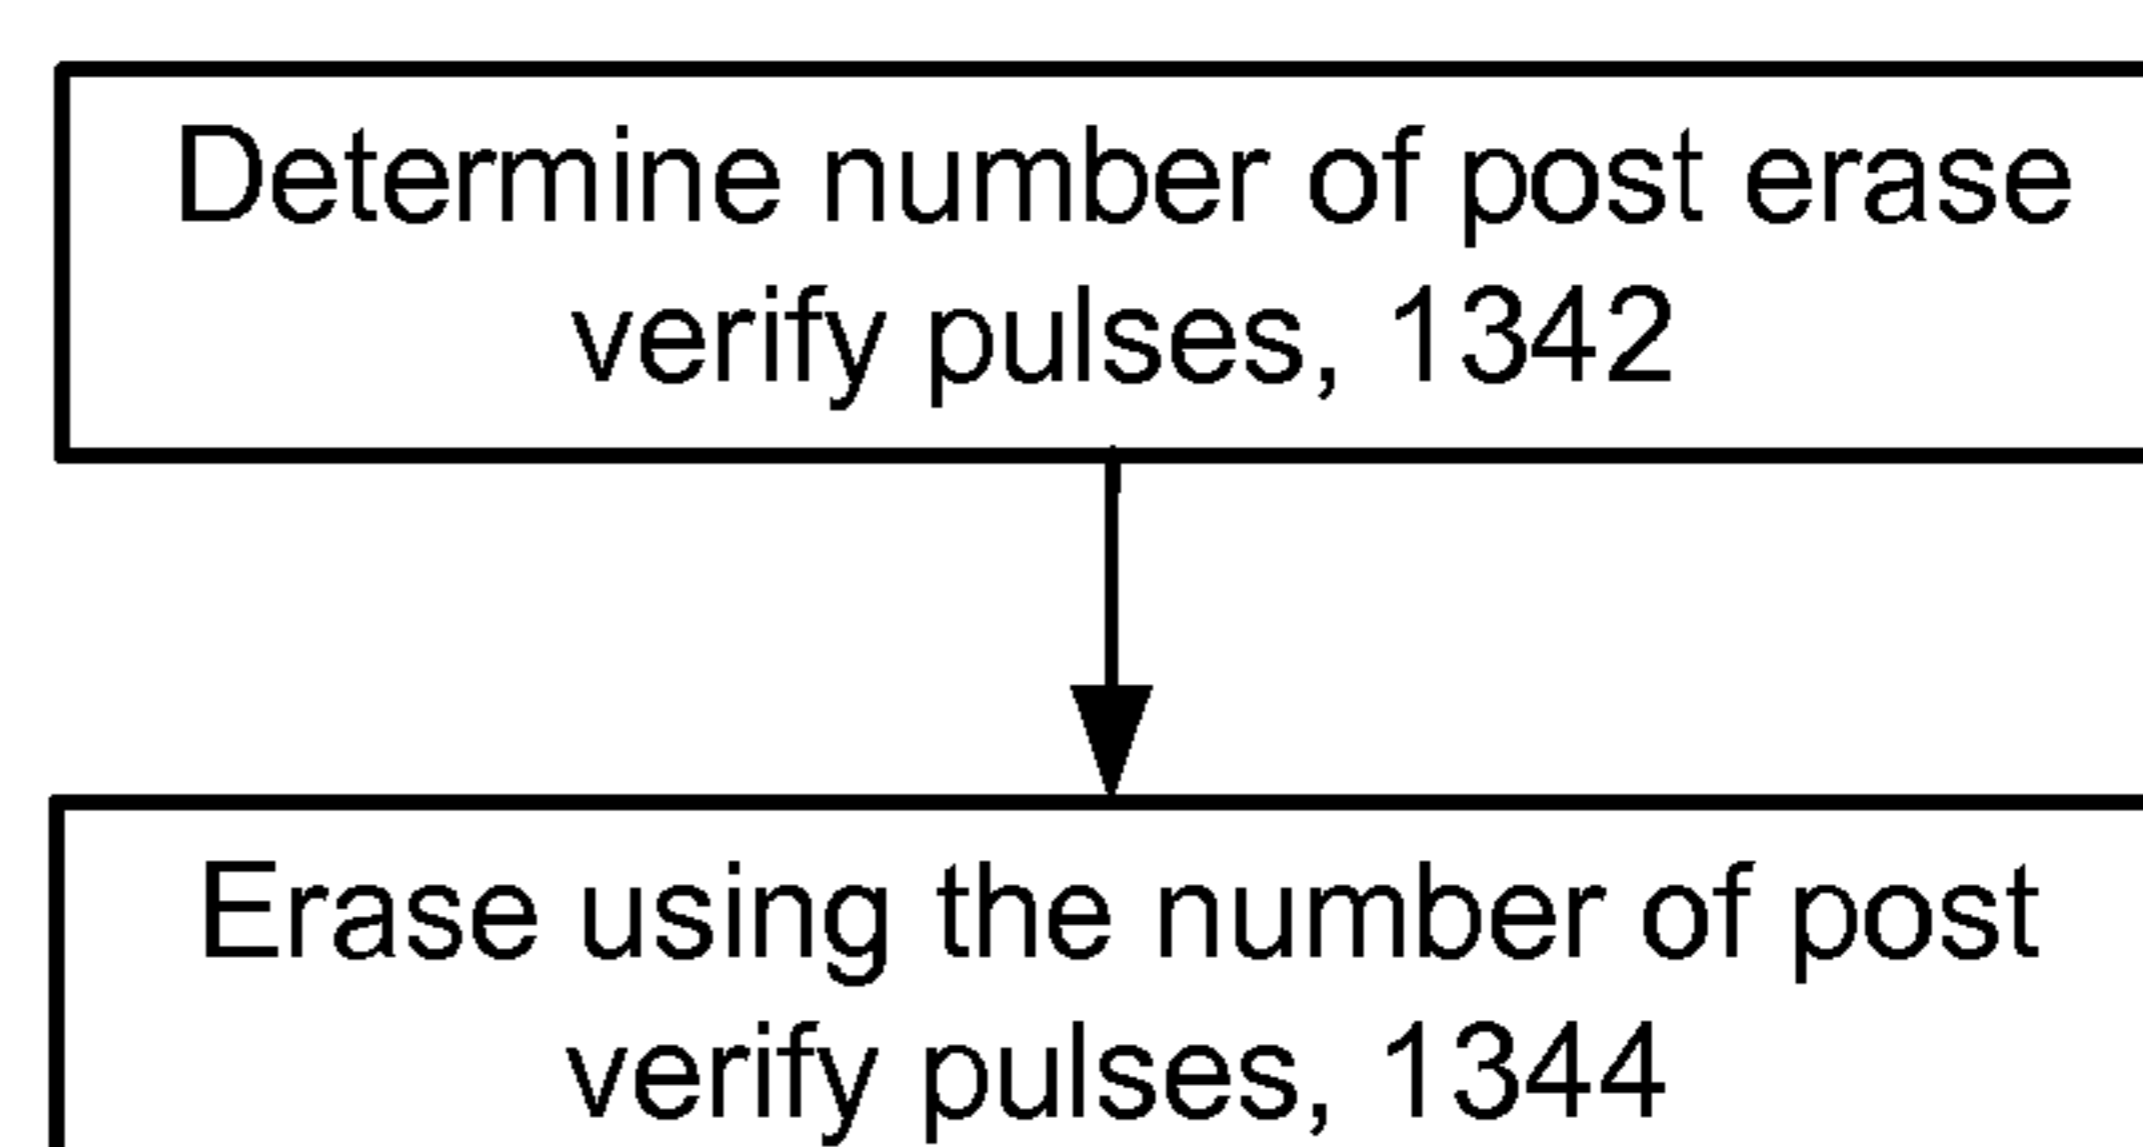 Determine number of post erase
verify pulses, 1342
Erase using the number of post
verify pulses, 1344